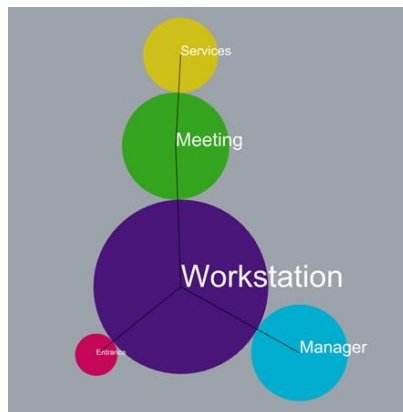 Services
Meeting
Workstation
Manager
Entrance